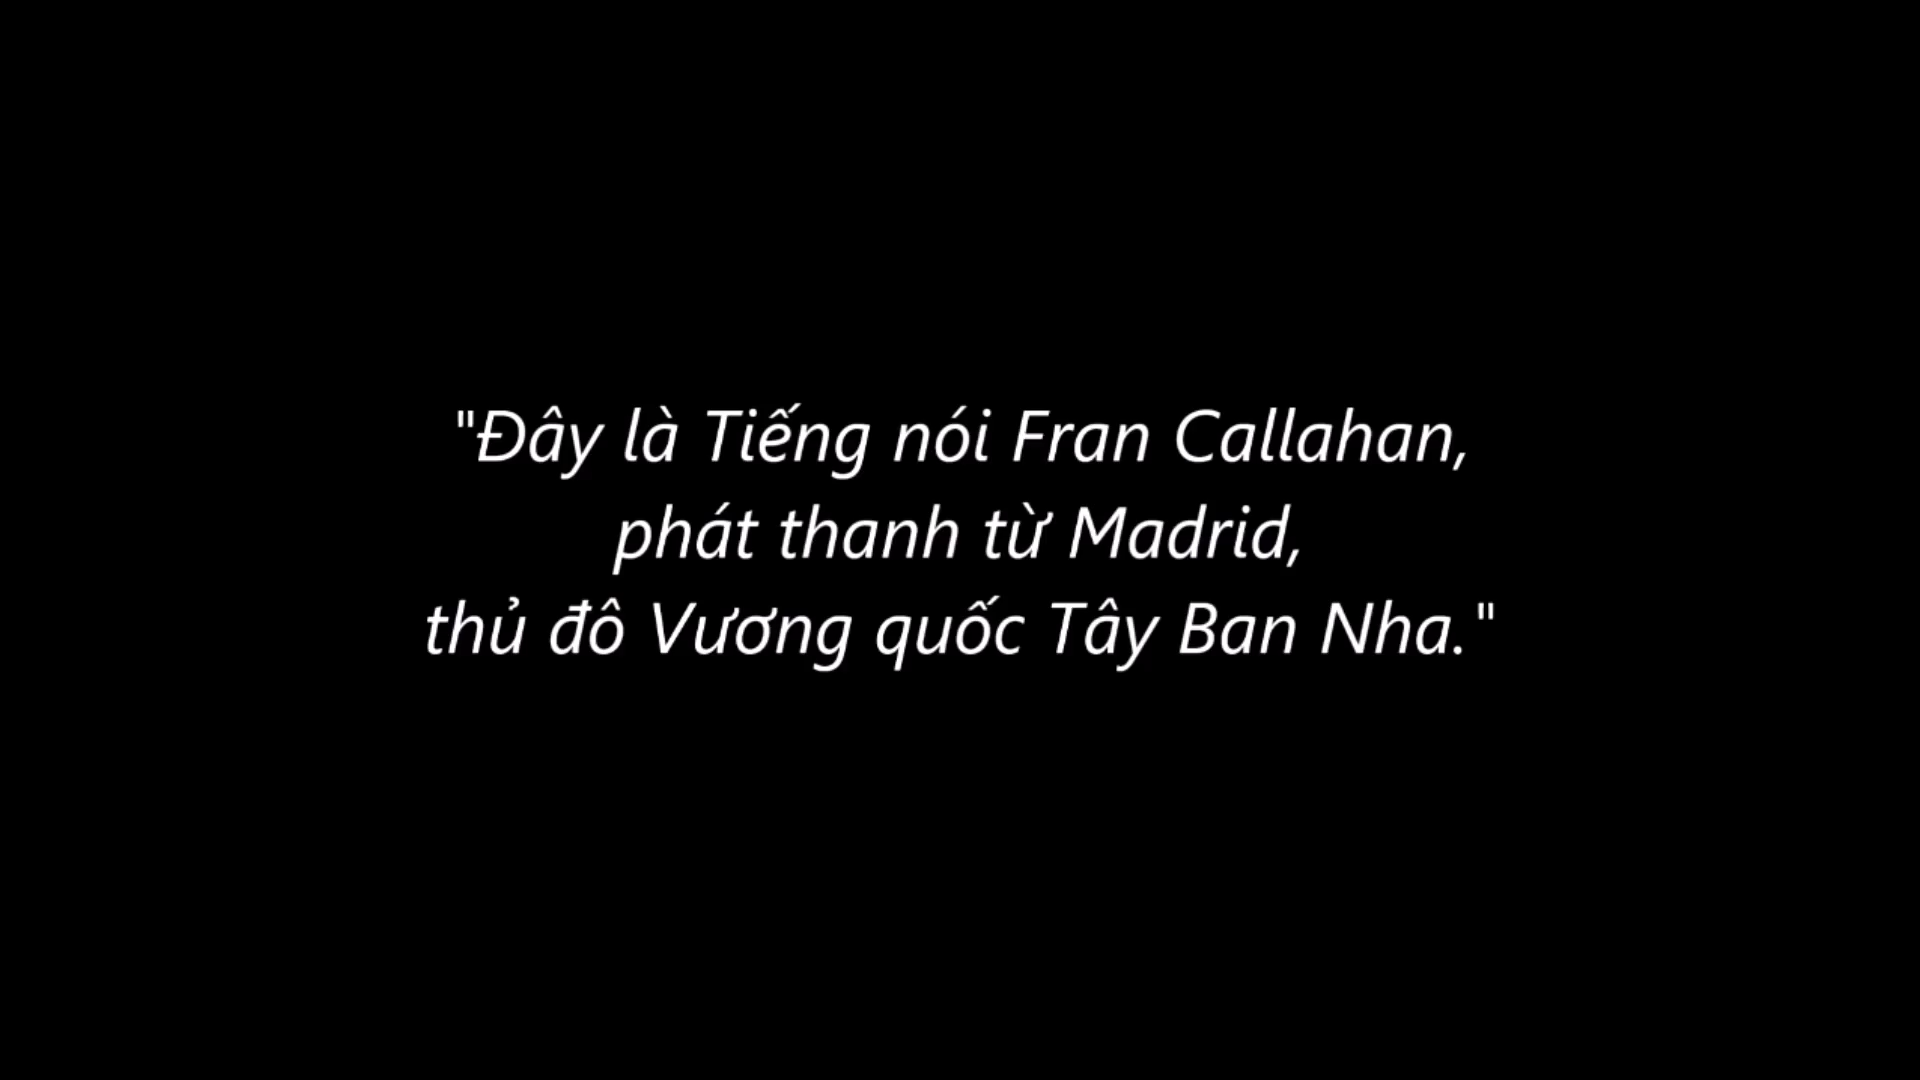 "Đây là Tiếng nói Fran Callahan,
phát thanh từ Madrid,
thủ đô Vương quốc Tây Ban Nha."